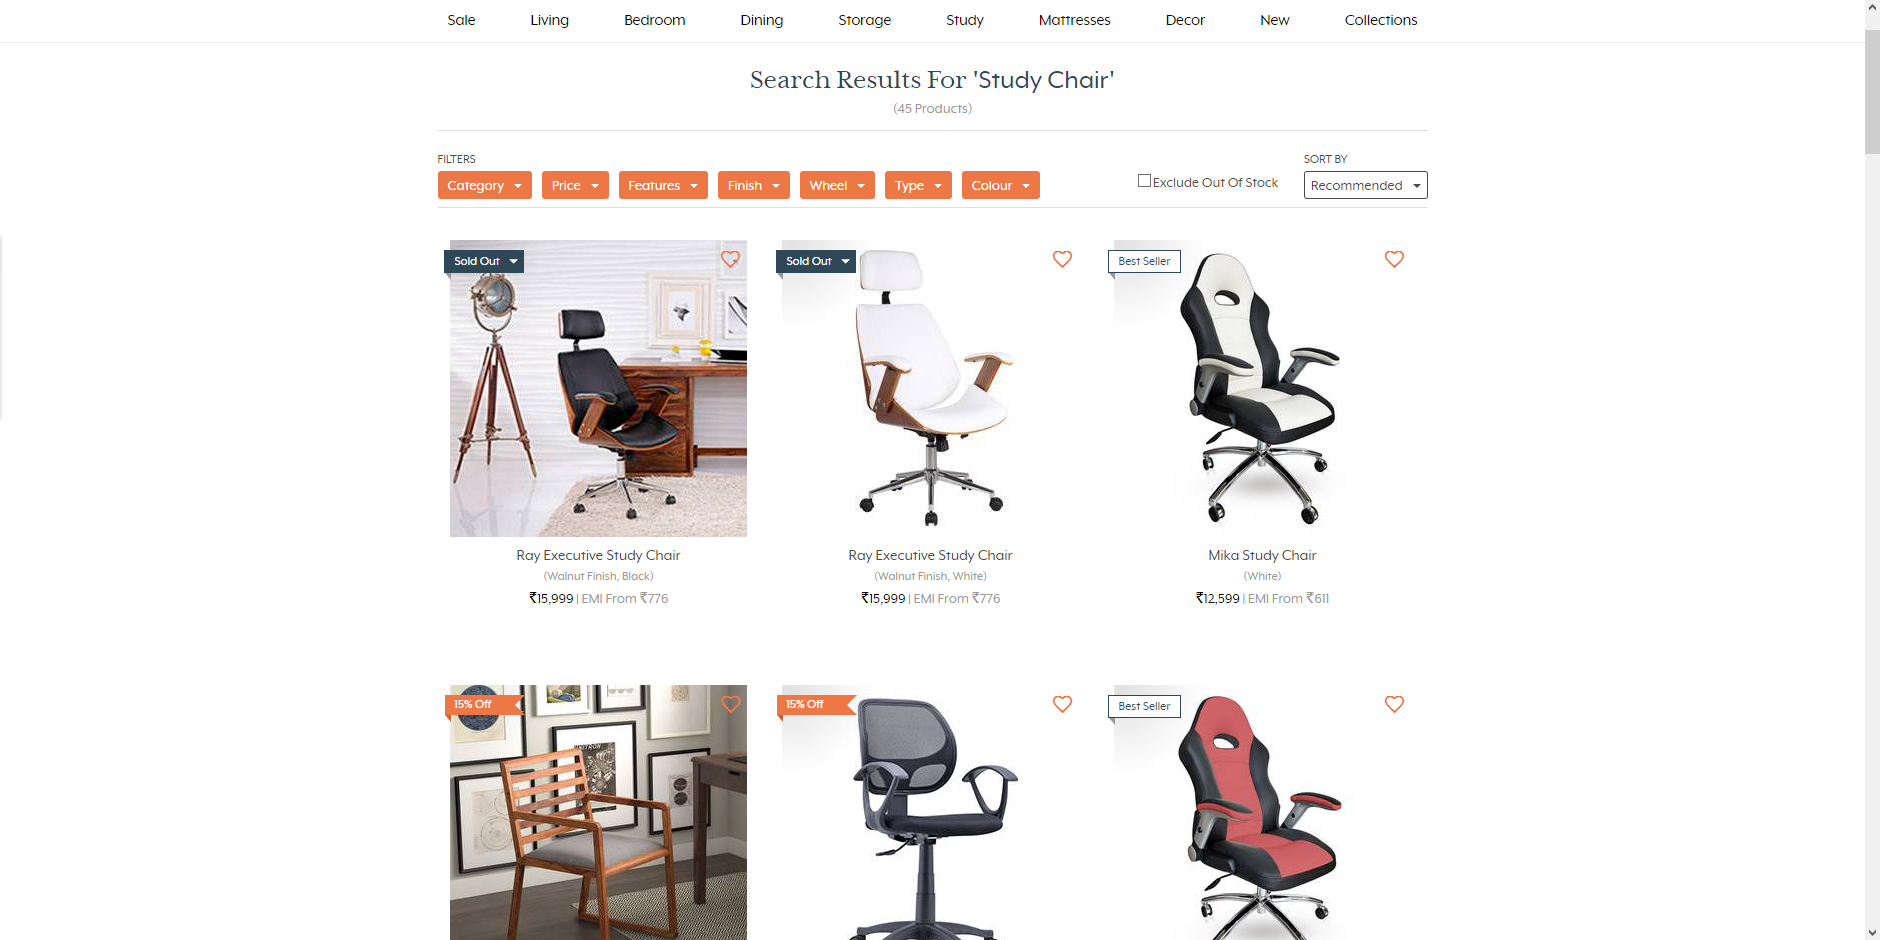 Sale Living Bedroom Dining Storage Study Mattresses Decor New Collections
Search Results For 'Study Chair'
(45 Products)
FILTERS
SORT BY
Category Price Features Finish Wheel Type Colour
Exclude Out Of Stock
Recommended
Sold Out
Sold Out
Best Seller
Ray Executive Study Chair
(Walnut Finish, Black)
₹15,999 | EMI From ₹776
Ray Executive Study Chair
(Walnut Finish, White)
₹15,999 | EMI From ₹776
Mika Study Chair
(White)
₹12,599 | EMI From ₹611
15% Off
15% Off
Best Seller